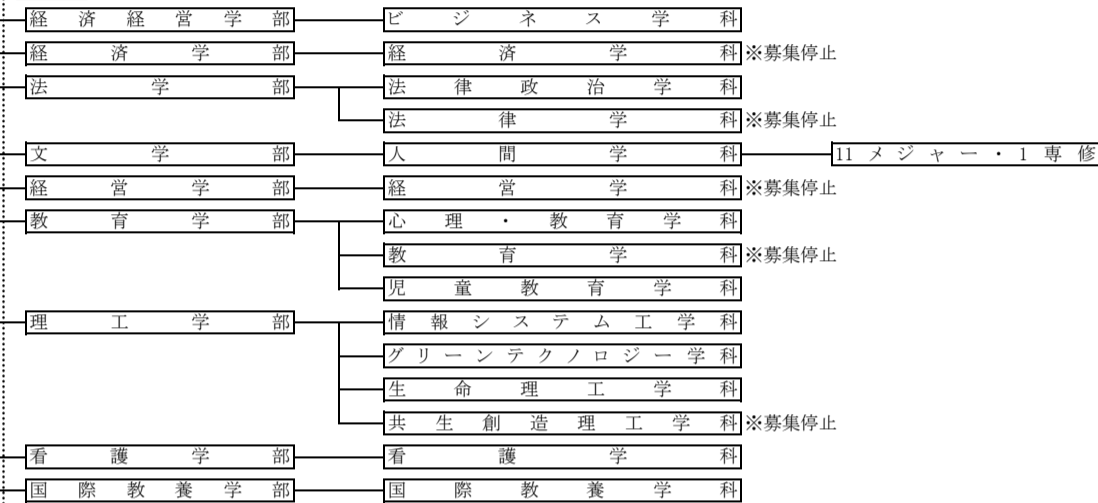 経済経営学部 ビジネス学科
経済学部 経済学科 ※募集停止
法学部 法律政治学科
法律学科 ※募集停止
文学部 人間学科 11メジャー・1専修
経営学部 経営学科 ※募集停止
教育学部 心理・教育学科
教育学科 ※募集停止
児童教育学科
理工学部 情報システム工学科
グリーンテクノロジー学科
生命理工学科
共生創造理工学科 ※募集停止
看護学部 看護学科
国際教養学部 国際教養学科